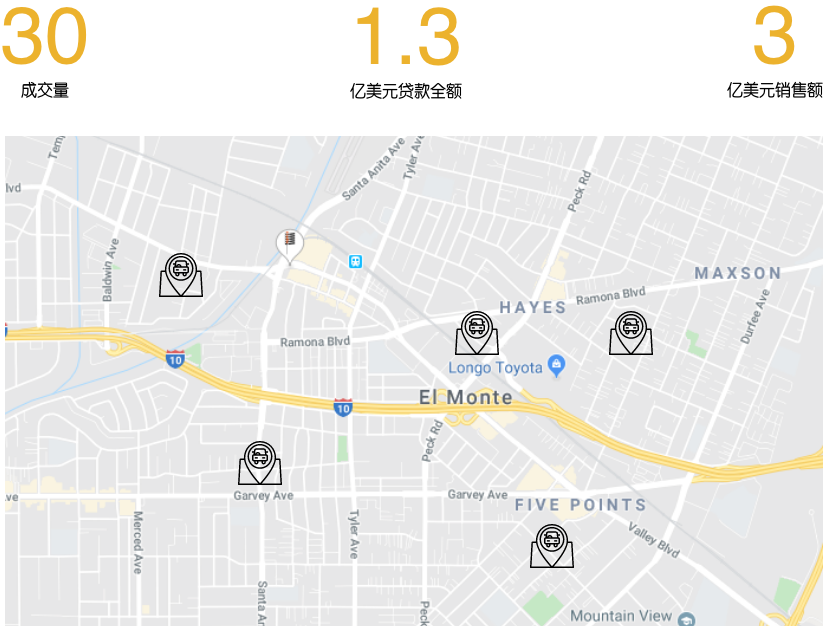 30
1.3
3
成交量
亿美元贷款全额
亿美元销售额
Temp
Santa Anita Ave
Tyler Ave
Peck Rd
lvd
Baldwin Ave
MAXSON
HAYES
Ramona Blvd
Durfee Ave
Ramona Blvd
10
Longo Toyota
El Monte
10
Peck Rd
ve
Garvey Ave
Garvey Ave
FIVE POINTS
Merced Ave
Tyler Ave
Valley Blvd
Santa Ar
Peck
Mountain View